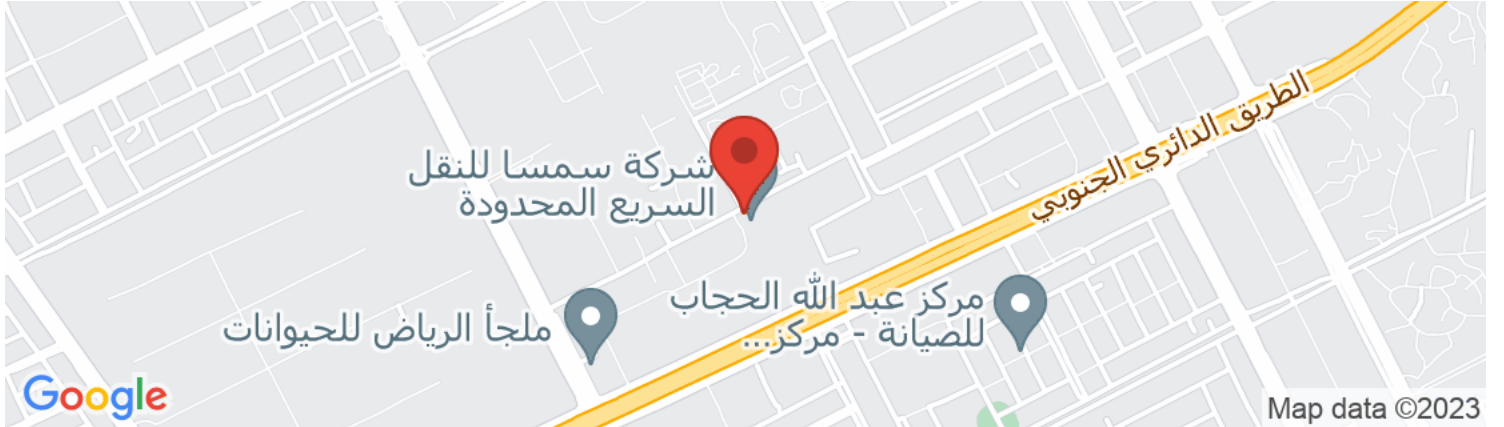 الطريق الدائري الجنوبي
شركة سمسا للنقل
السريع المحدودة
مركز عبد الله الحجاب
للصيانة - مركز...
ملجأ الرياض للحيوانات
Google
Map data ©2023